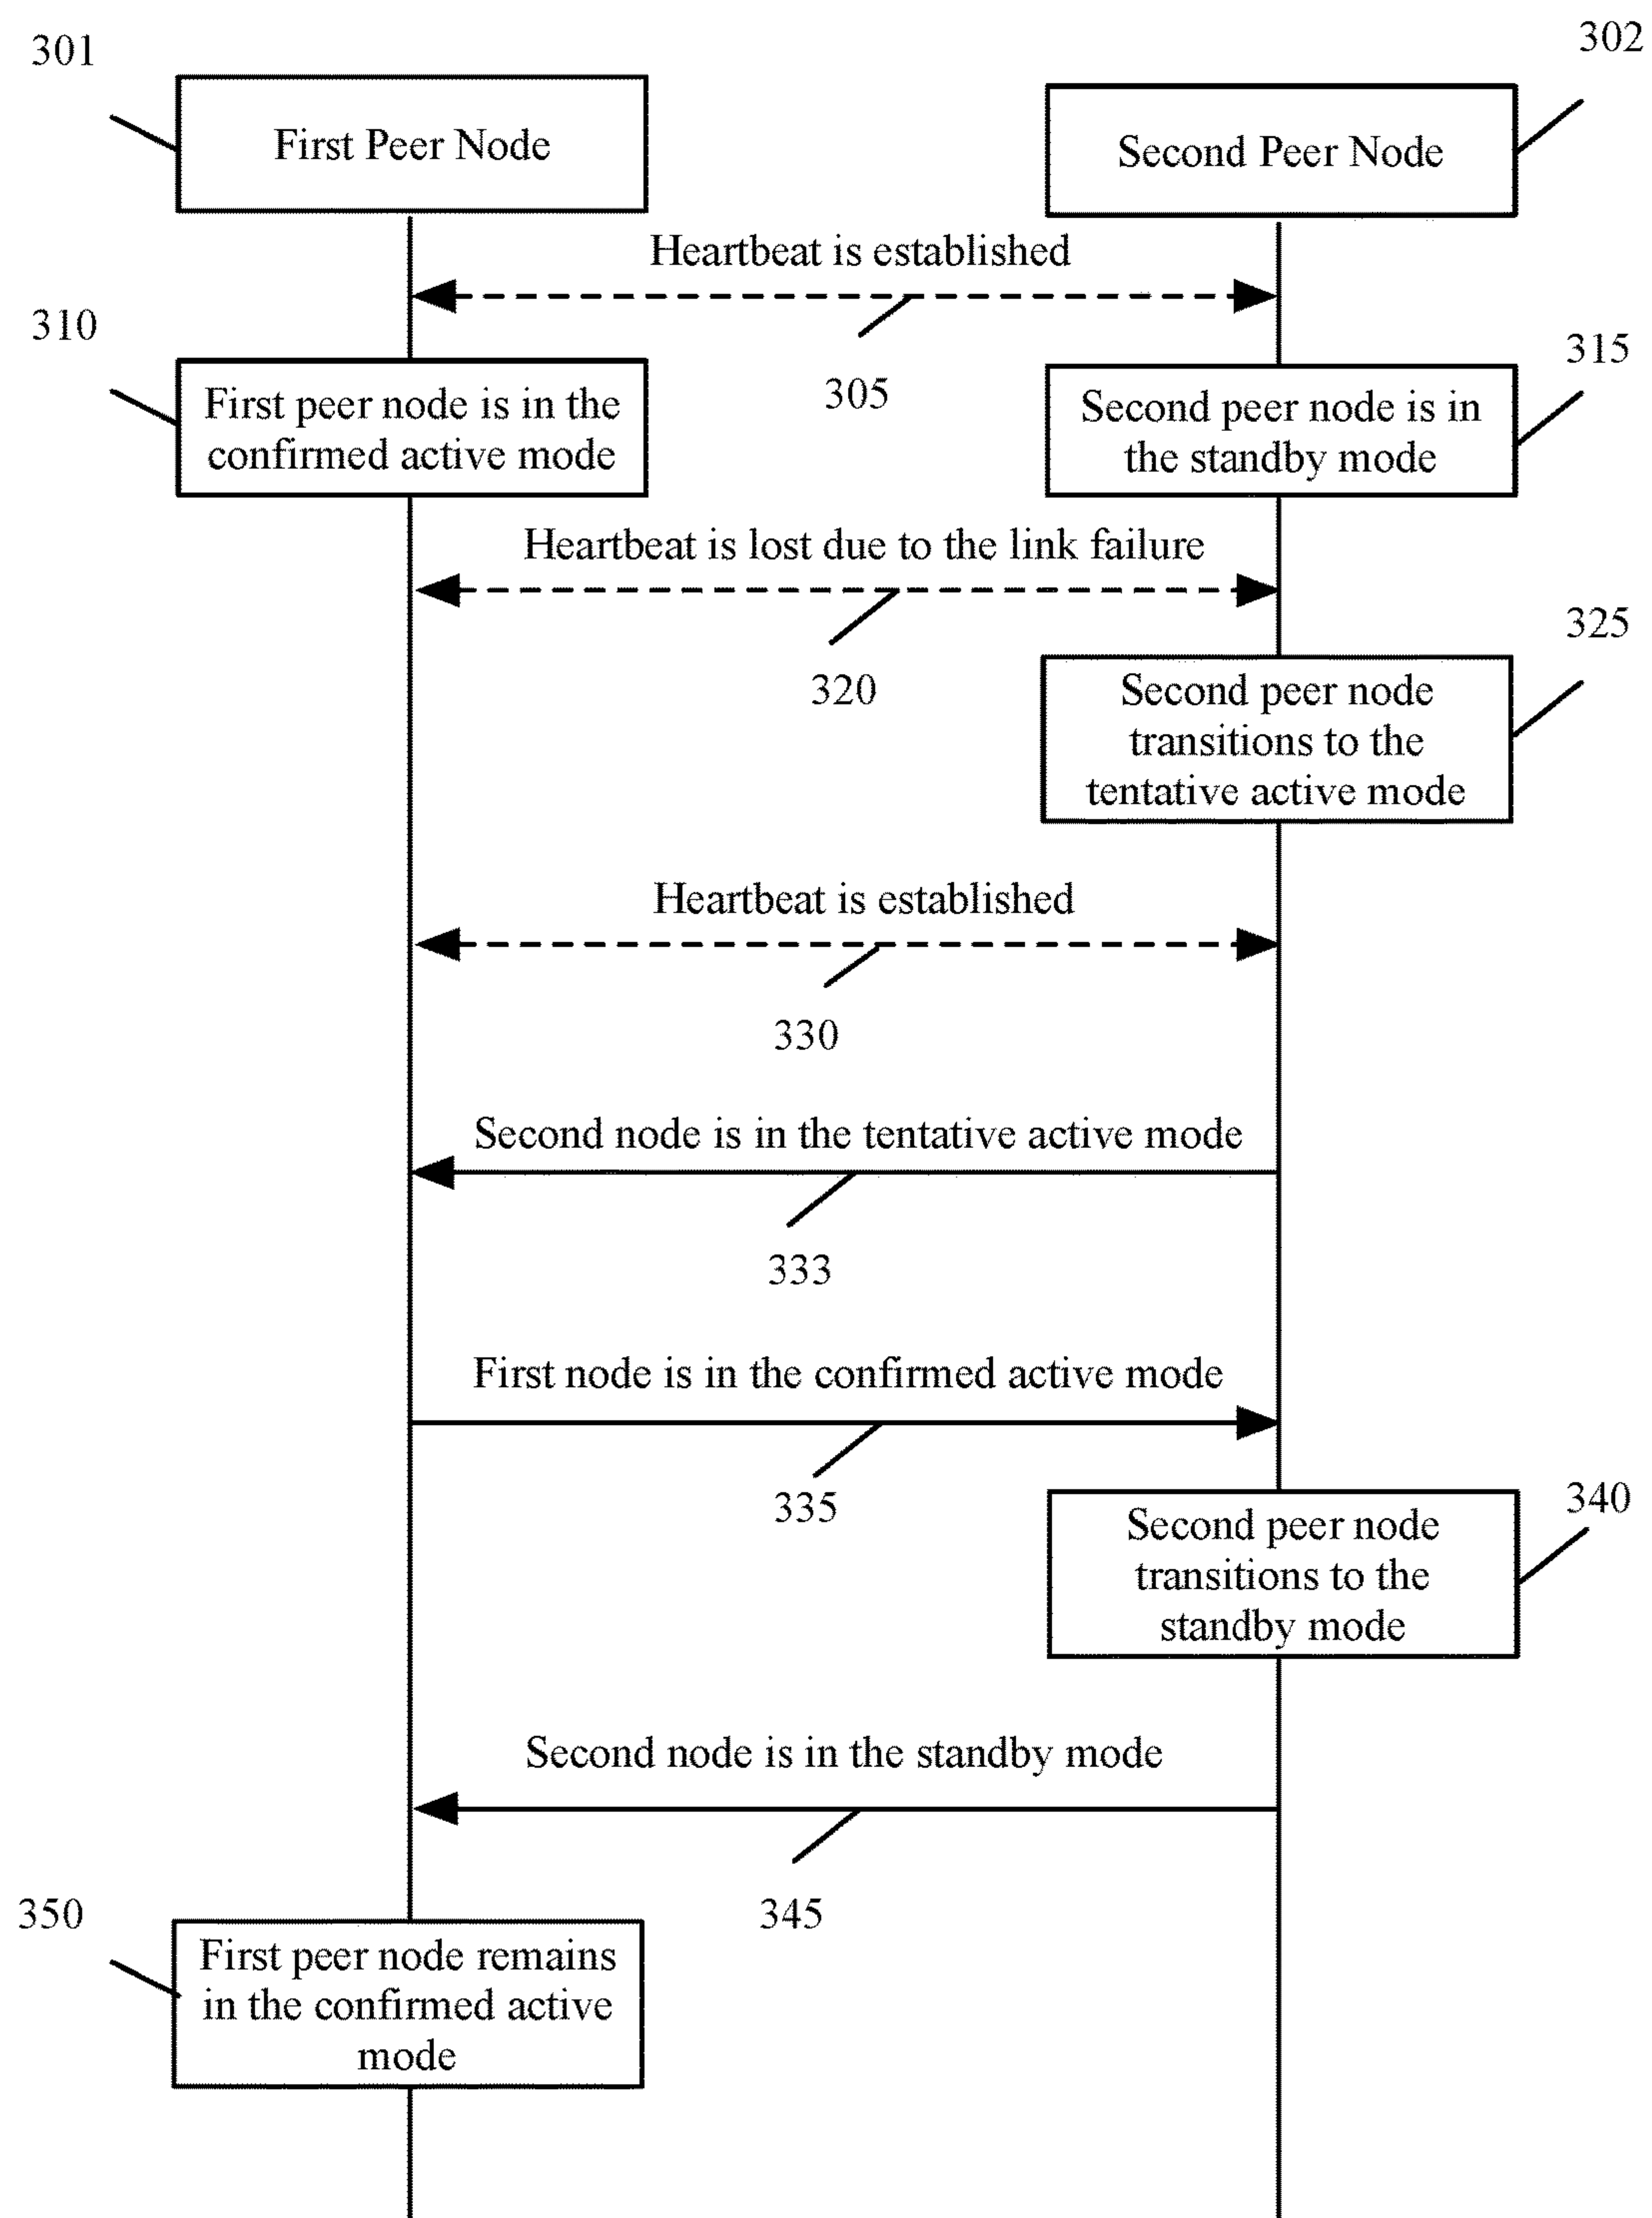 301
302
First Peer Node
Second Peer Node
Heartbeat is established
305
310
First peer node is in the
confirmed active mode
315
Second peer node is in
the standby mode
Heartbeat is lost due to the link failure
320
325
Second peer node
transitions to the
tentative active mode
Heartbeat is established
330
Second node is in the tentative active mode
333
First node is in the confirmed active mode
335
340
Second peer node
transitions to the
standby mode
Second node is in the standby mode
345
350
First peer node remains
in the confirmed active
mode